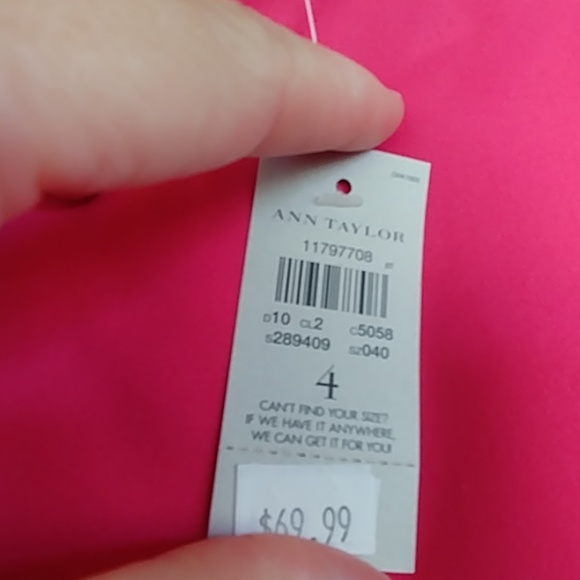 ANN TAYLOR
11797708
D10 CL2 C5058
S289409 SZ040
4
CAN'T FIND YOUR SIZE?
IF WE HAVE IT ANYWHERE,
WE CAN GET IT FOR YOU!
$69.99